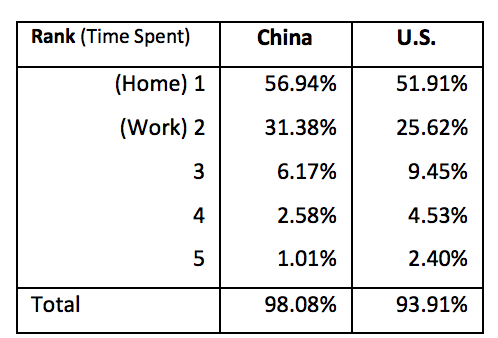 Rank (Time Spent) China U.S.
(Home) 1 56.94% 51.91%
(Work) 2 31.38% 25.62%
3 6.17% 9.45%
4 2.58% 4.53%
5 1.01% 2.40%
Total 98.08% 93.91%